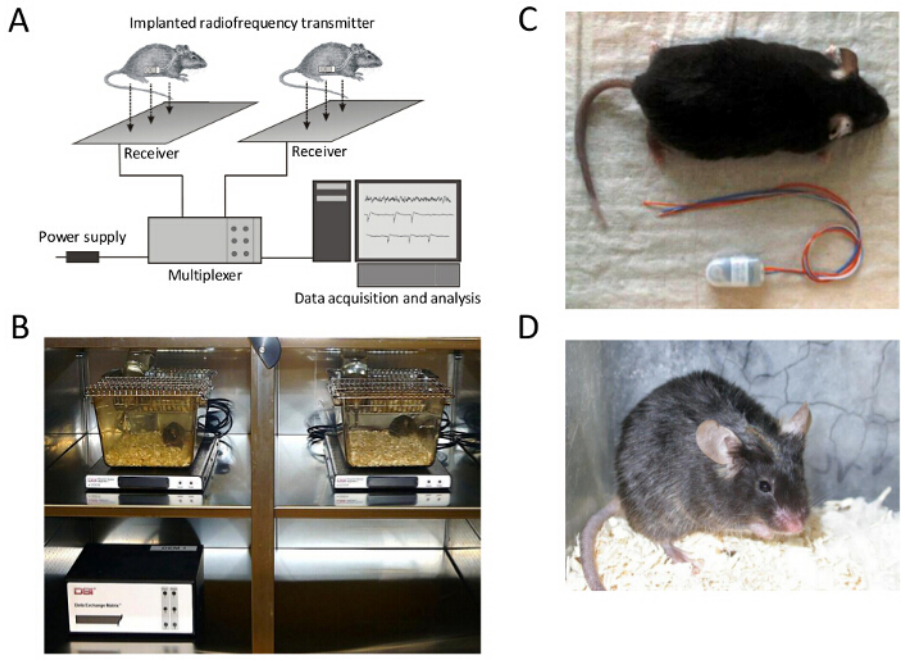 A
Implanted radiofrequency transmitter
Receiver
Receiver
Power supply
Multiplexer
Data acquisition and analysis
B
DSI
Data Exchange Matrix
C
D